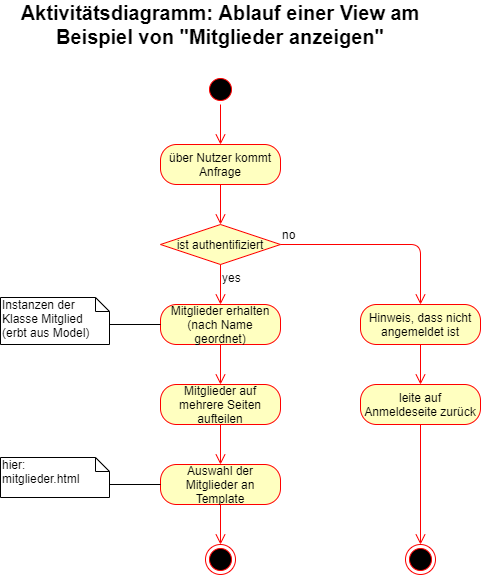 Aktivitätsdiagramm: Ablauf einer View am
Beispiel von "Mitglieder anzeigen"
über Nutzer kommt
Anfrage
ist authentifiziert
no
yes
Instanzen der
Klasse Mitglied
(erbt aus Model)
Mitglieder erhalten
(nach Name
geordnet)
Hinweis, dass nicht
angemeldet ist
Mitglieder auf
mehrere Seiten
aufteilen
leite auf
Anmeldeseite zurück
hier:
mitglieder.html
Auswahl der
Mitglieder an
Template